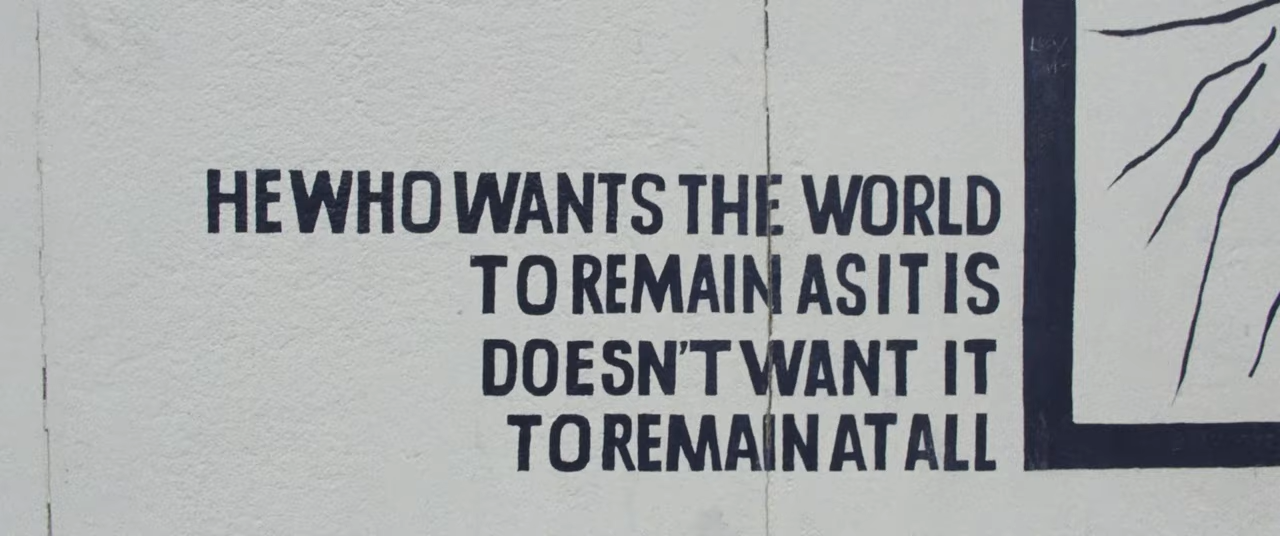 HE WHO WANTS THE WORLD
TO REMAIN AS IT IS
DOESN'T WANT IT
TO REMAIN AT ALL